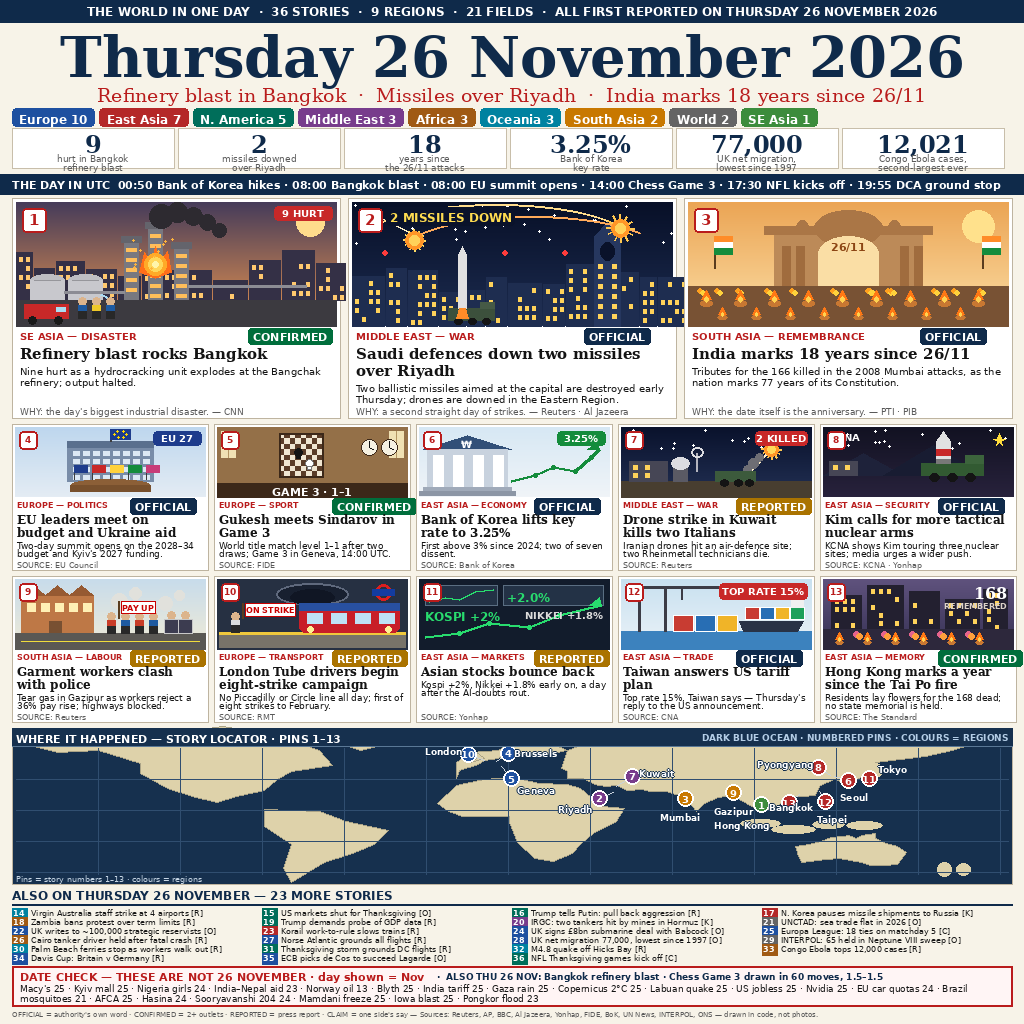 THE WORLD IN ONE DAY · 36 STORIES · 9 REGIONS · 21 FIELDS · ALL FIRST REPORTED ON THURSDAY 26 NOVEMBER 2026
Thursday 26 November 2026
Refinery blast in Bangkok · Missiles over Riyadh · India marks 18 years since 26/11
Europe 10 East Asia 7 N. America 5 Middle East 3 Africa 3 Oceania 3 South Asia 2 World 2 SE Asia 1
9
hurt in Bangkok
refinery blast
2
missiles downed
over Riyadh
18
years since
the 26/11 attacks
3.25%
Bank of Korea
key rate
77,000
UK net migration,
lowest since 1997
12,021
Congo Ebola cases,
second-largest ever
THE DAY IN UTC 00:50 Bank of Korea hikes · 08:00 Bangkok blast · 08:00 EU summit opens · 14:00 Chess Game 3 · 17:30 NFL kicks off · 19:55 DCA ground stop
1
9 HURT
SE ASIA — DISASTER
CONFIRMED
Refinery blast rocks Bangkok
Nine hurt as a hydrocracking unit explodes at the Bangchak
refinery; output halted.
WHY: the day's biggest industrial disaster. — CNN
2
2 MISSILES DOWN
MIDDLE EAST — WAR
OFFICIAL
Saudi defences down two missiles
over Riyadh
Two ballistic missiles aimed at the capital are destroyed early
Thursday; drones are downed in the Eastern Region.
WHY: a second straight day of strikes. — Reuters · Al Jazeera
3
26/11
SOUTH ASIA — REMEMBRANCE
OFFICIAL
India marks 18 years since 26/11
Tributes for the 166 killed in the 2008 Mumbai attacks, as the
nation marks 77 years of its Constitution.
WHY: the date itself is the anniversary. — PTI · PIB
4
EU 27
EUROPE — POLITICS
OFFICIAL
EU leaders meet on
budget and Ukraine aid
Two-day summit opens on the 2028–34
budget and Kyiv's 2027 funding.
SOURCE: EU Council
5
GAME 3 · 1–1
EUROPE — SPORT
CONFIRMED
Gukesh meets Sindarov in
Game 3
World title match level 1–1 after two
draws; Game 3 in Geneva, 14:00 UTC.
SOURCE: FIDE
6
₩
3.25%
EAST ASIA — ECONOMY
OFFICIAL
Bank of Korea lifts key
rate to 3.25%
First above 3% since 2024; two of seven
dissent.
SOURCE: Bank of Korea
7
2 KILLED
MIDDLE EAST — WAR
REPORTED
Drone strike in Kuwait
kills two Italians
Iranian drones hit an air-defence site;
two Rheinmetall technicians die.
SOURCE: Reuters
8
NA
EAST ASIA — SECURITY
OFFICIAL
Kim calls for more tactical
nuclear arms
KCNA shows Kim touring three nuclear
sites; media urges a wider push.
SOURCE: KCNA · Yonhap
9
PAY UP
SOUTH ASIA — LABOUR
REPORTED
Garment workers clash
with police
Tear gas in Gazipur as workers reject a
36% pay rise; highways blocked.
SOURCE: Reuters
10
ON STRIKE
EUROPE — TRANSPORT
REPORTED
London Tube drivers begin
eight-strike campaign
No Piccadilly or Circle line all day; first of
eight strikes to February.
SOURCE: RMT
11
+2.0%
KOSPI +2%
NIKKEI +1.8%
EAST ASIA — MARKETS
REPORTED
Asian stocks bounce back
Kospi +2%, Nikkei +1.8% early on, a day
after the AI-doubts rout.
SOURCE: Yonhap
12
TOP RATE 15%
EAST ASIA — TRADE
OFFICIAL
Taiwan answers US tariff
plan
Top rate 15%, Taiwan says — Thursday's
reply to the US announcement.
SOURCE: CNA
13
168
REMEMBERED
EAST ASIA — MEMORY
CONFIRMED
Hong Kong marks a year
since the Tai Po fire
Residents lay flowers for the 168 dead;
no state memorial is held.
SOURCE: The Standard
WHERE IT HAPPENED — STORY LOCATOR · PINS 1–13
DARK BLUE OCEAN · NUMBERED PINS · COLOURS = REGIONS
London 10 4 Brussels
5 Geneva
7 Kuwait
Riyadh 2
3 Mumbai
9 Gazipur
1 Bangkok
13 Hong Kong
12 Taipei
Pyongyang 8
6 Seoul
11 Tokyo
Pins = story numbers 1–13 · colours = regions
ALSO ON THURSDAY 26 NOVEMBER — 23 MORE STORIES
14 Virgin Australia staff strike at 4 airports [R]
15 US markets shut for Thanksgiving [O]
16 Trump tells Putin: pull back aggression [R]
17 N. Korea pauses missile shipments to Russia [K]
18 Zambia bans protest over term limits [R]
19 Trump demands probe of GDP data [R]
20 IRGC: two tankers hit by mines in Hormuz [K]
21 UNCTAD: sea trade flat in 2026 [O]
22 UK writes to ~100,000 strategic reservists [O]
23 Korail work-to-rule slows trains [R]
24 UK signs £8bn submarine deal with Babcock [O]
25 Europa League: 18 ties on matchday 5 [C]
26 Cairo tanker driver held after fatal crash [R]
27 Norse Atlantic grounds all flights [R]
28 UK net migration 77,000, lowest since 1997 [O]
29 INTERPOL: 65 held in Neptune VIII sweep [O]
30 Palm Beach ferries stop as workers walk out [R]
31 Thanksgiving storm grounds DC flights [R]
32 M4.8 quake off Hicks Bay [R]
33 Congo Ebola tops 12,000 cases [R]
34 Davis Cup: Britain v Germany [R]
35 ECB picks de Cos to succeed Lagarde [O]
36 NFL Thanksgiving games kick off [C]
DATE CHECK — THESE ARE NOT 26 NOVEMBER · day shown = Nov · ALSO THU 26 NOV: Bangkok refinery blast · Chess Game 3 drawn in 60 moves, 1.5–1.5
Macy's 25 · Kyiv mall 25 · Nigeria girls 24 · India–Nepal aid 23 · Norway oil 13 · Blyth 25 · India tariff 25 · Gaza rain 25 · Copernicus 2°C 25 · Labuan quake 25 · US jobless 25 · Nvidia 25 · EU car quotas 24 · Brazil
mosquitoes 21 · AFCA 25 · Hasina 24 · Sooryavanshi 204 24 · Mamdani freeze 25 · Iowa blast 25 · Pongkor flood 23
OFFICIAL = authority's own word · CONFIRMED = 2+ outlets · REPORTED = press report · CLAIM = one side's say — Sources: Reuters, AP, BBC, Al Jazeera, Yonhap, FIDE, BoK, UN News, INTERPOL, ONS — drawn in code, not photos.